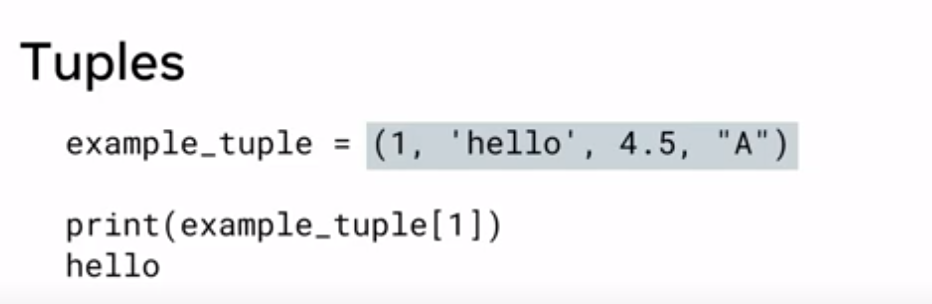 Tuples
example_tuple = (1, 'hello', 4.5, "A")
print(example_tuple[1])
hello